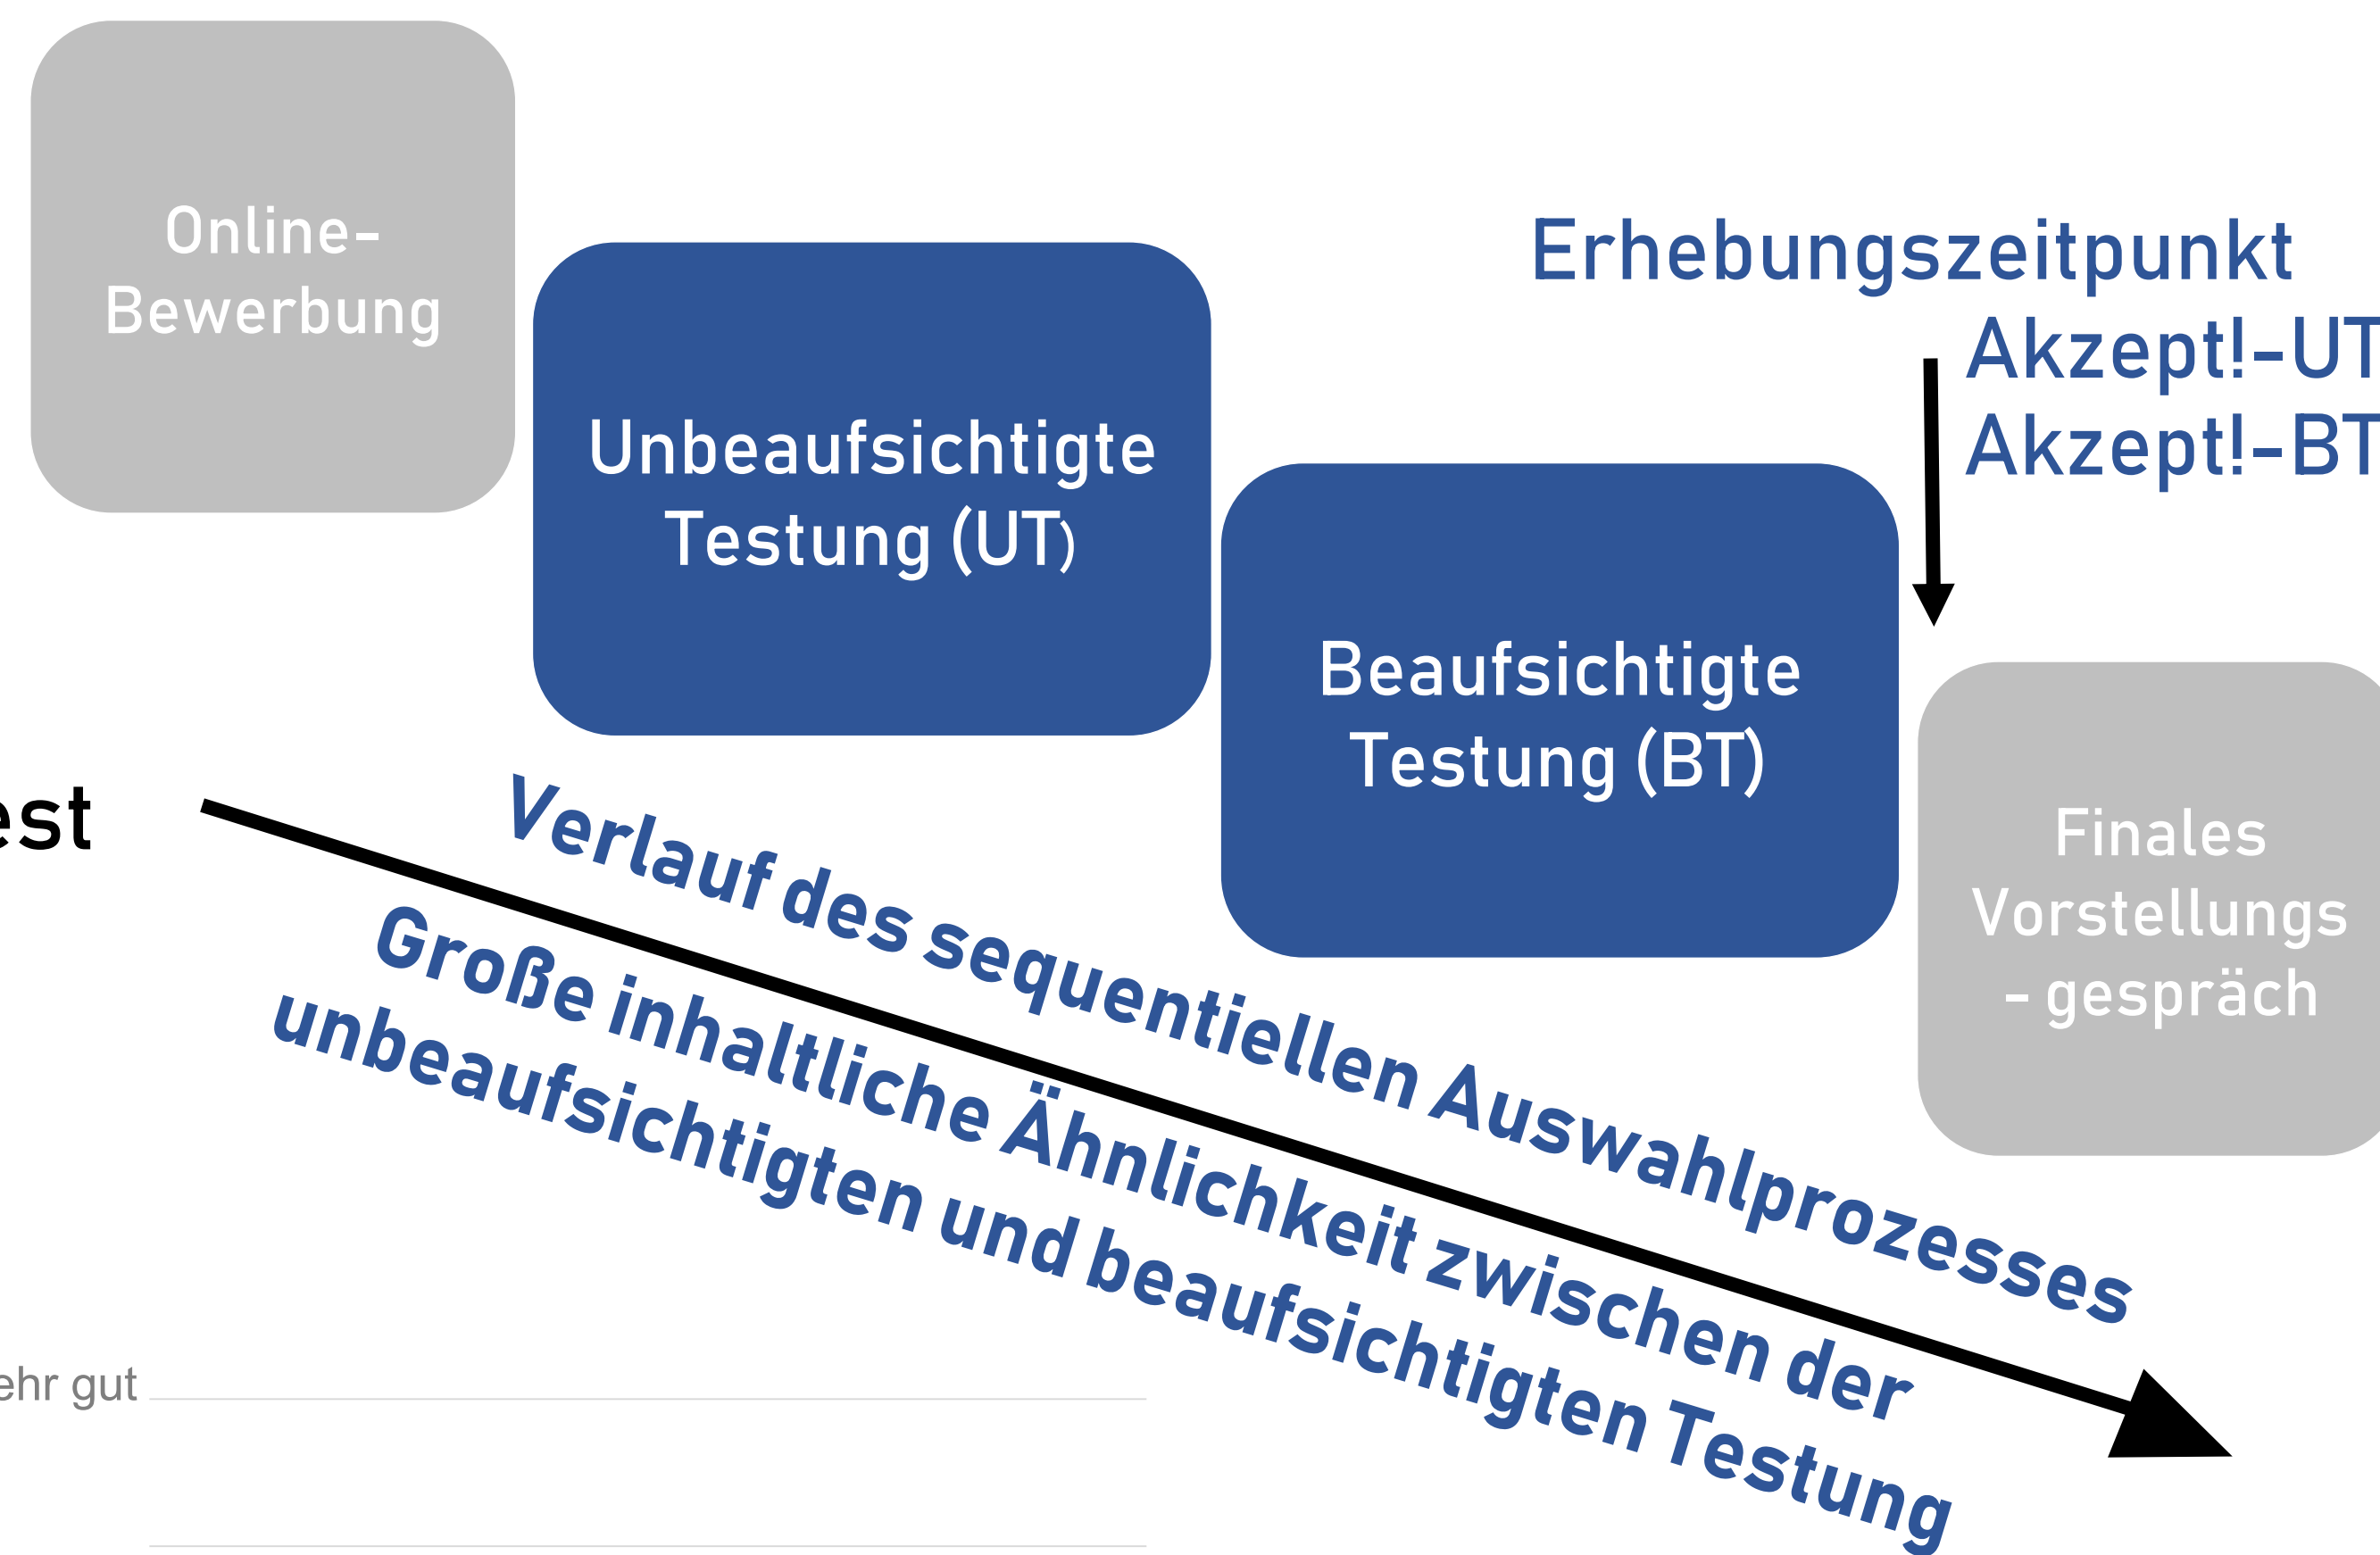 Online-
Bewerbung
Unbeaufsichtigte
Testung (UT)
Erhebungszeitpunkt
Akzept!-UT
Akzept!-BT
Beaufsichtigte
Testung (BT)
Finales
Vorstellungs
- gespräch
est
Verlauf des sequentiellen Auswahlprozesses
Große inhaltliche Ähnlichkeit zwischen der
unbeaufsichtigten und beaufsichtigten Testung
ehr gut